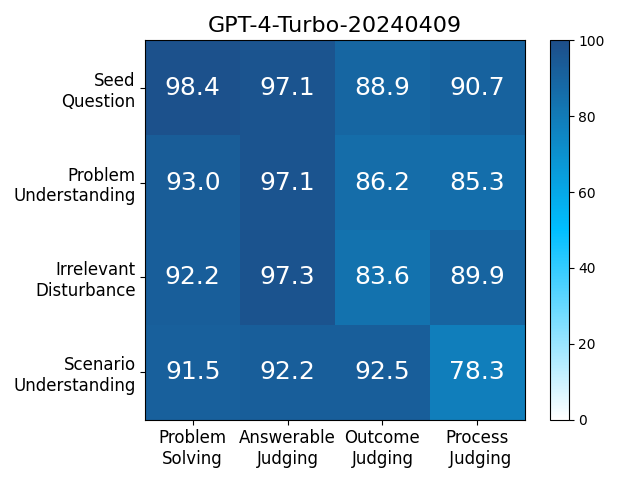 GPT-4-Turbo-20240409
Seed
Question
98.4 97.1 88.9 90.7
Problem
Understanding
93.0 97.1 86.2 85.3
Irrelevant
Disturbance
92.2 97.3 83.6 89.9
Scenario
Understanding
91.5 92.2 92.5 78.3
Problem
Solving
Answerable
Judging
Outcome
Judging
Process
Judging
100
80
60
40
20
0